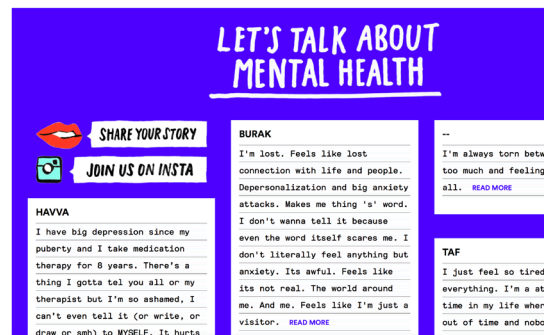 LET'S TALK ABOUT
MENTAL HEALTH
SHARE YOUR STORY
JOIN US ON INSTA
HAVVA
I have big depression since my
puberty and I take medication
therapy for 8 years. There's a
thing I gotta tell you all or my
therapist but I'm so ashamed, I
can't even tell it (or write, or
draw or smh) to MYSELF. It hurts
BURAK
I'm lost. Feels like lost
connection with life and people.
Depersonalization and big anxiety
attacks. Makes me thing 's' word.
I don't wanna tell it because
even the word itself scares me. I
don't literally feel anything but
anxiety. Its awful. Feels like
its not real. The world around
me. And me. Feels like I'm just a
visitor. READ MORE
--
I'm always torn betw
too much and feeling
all. READ MORE
TAF
I just feel so tired
everything. I'm a at
time in my life wher
out of time and nobo